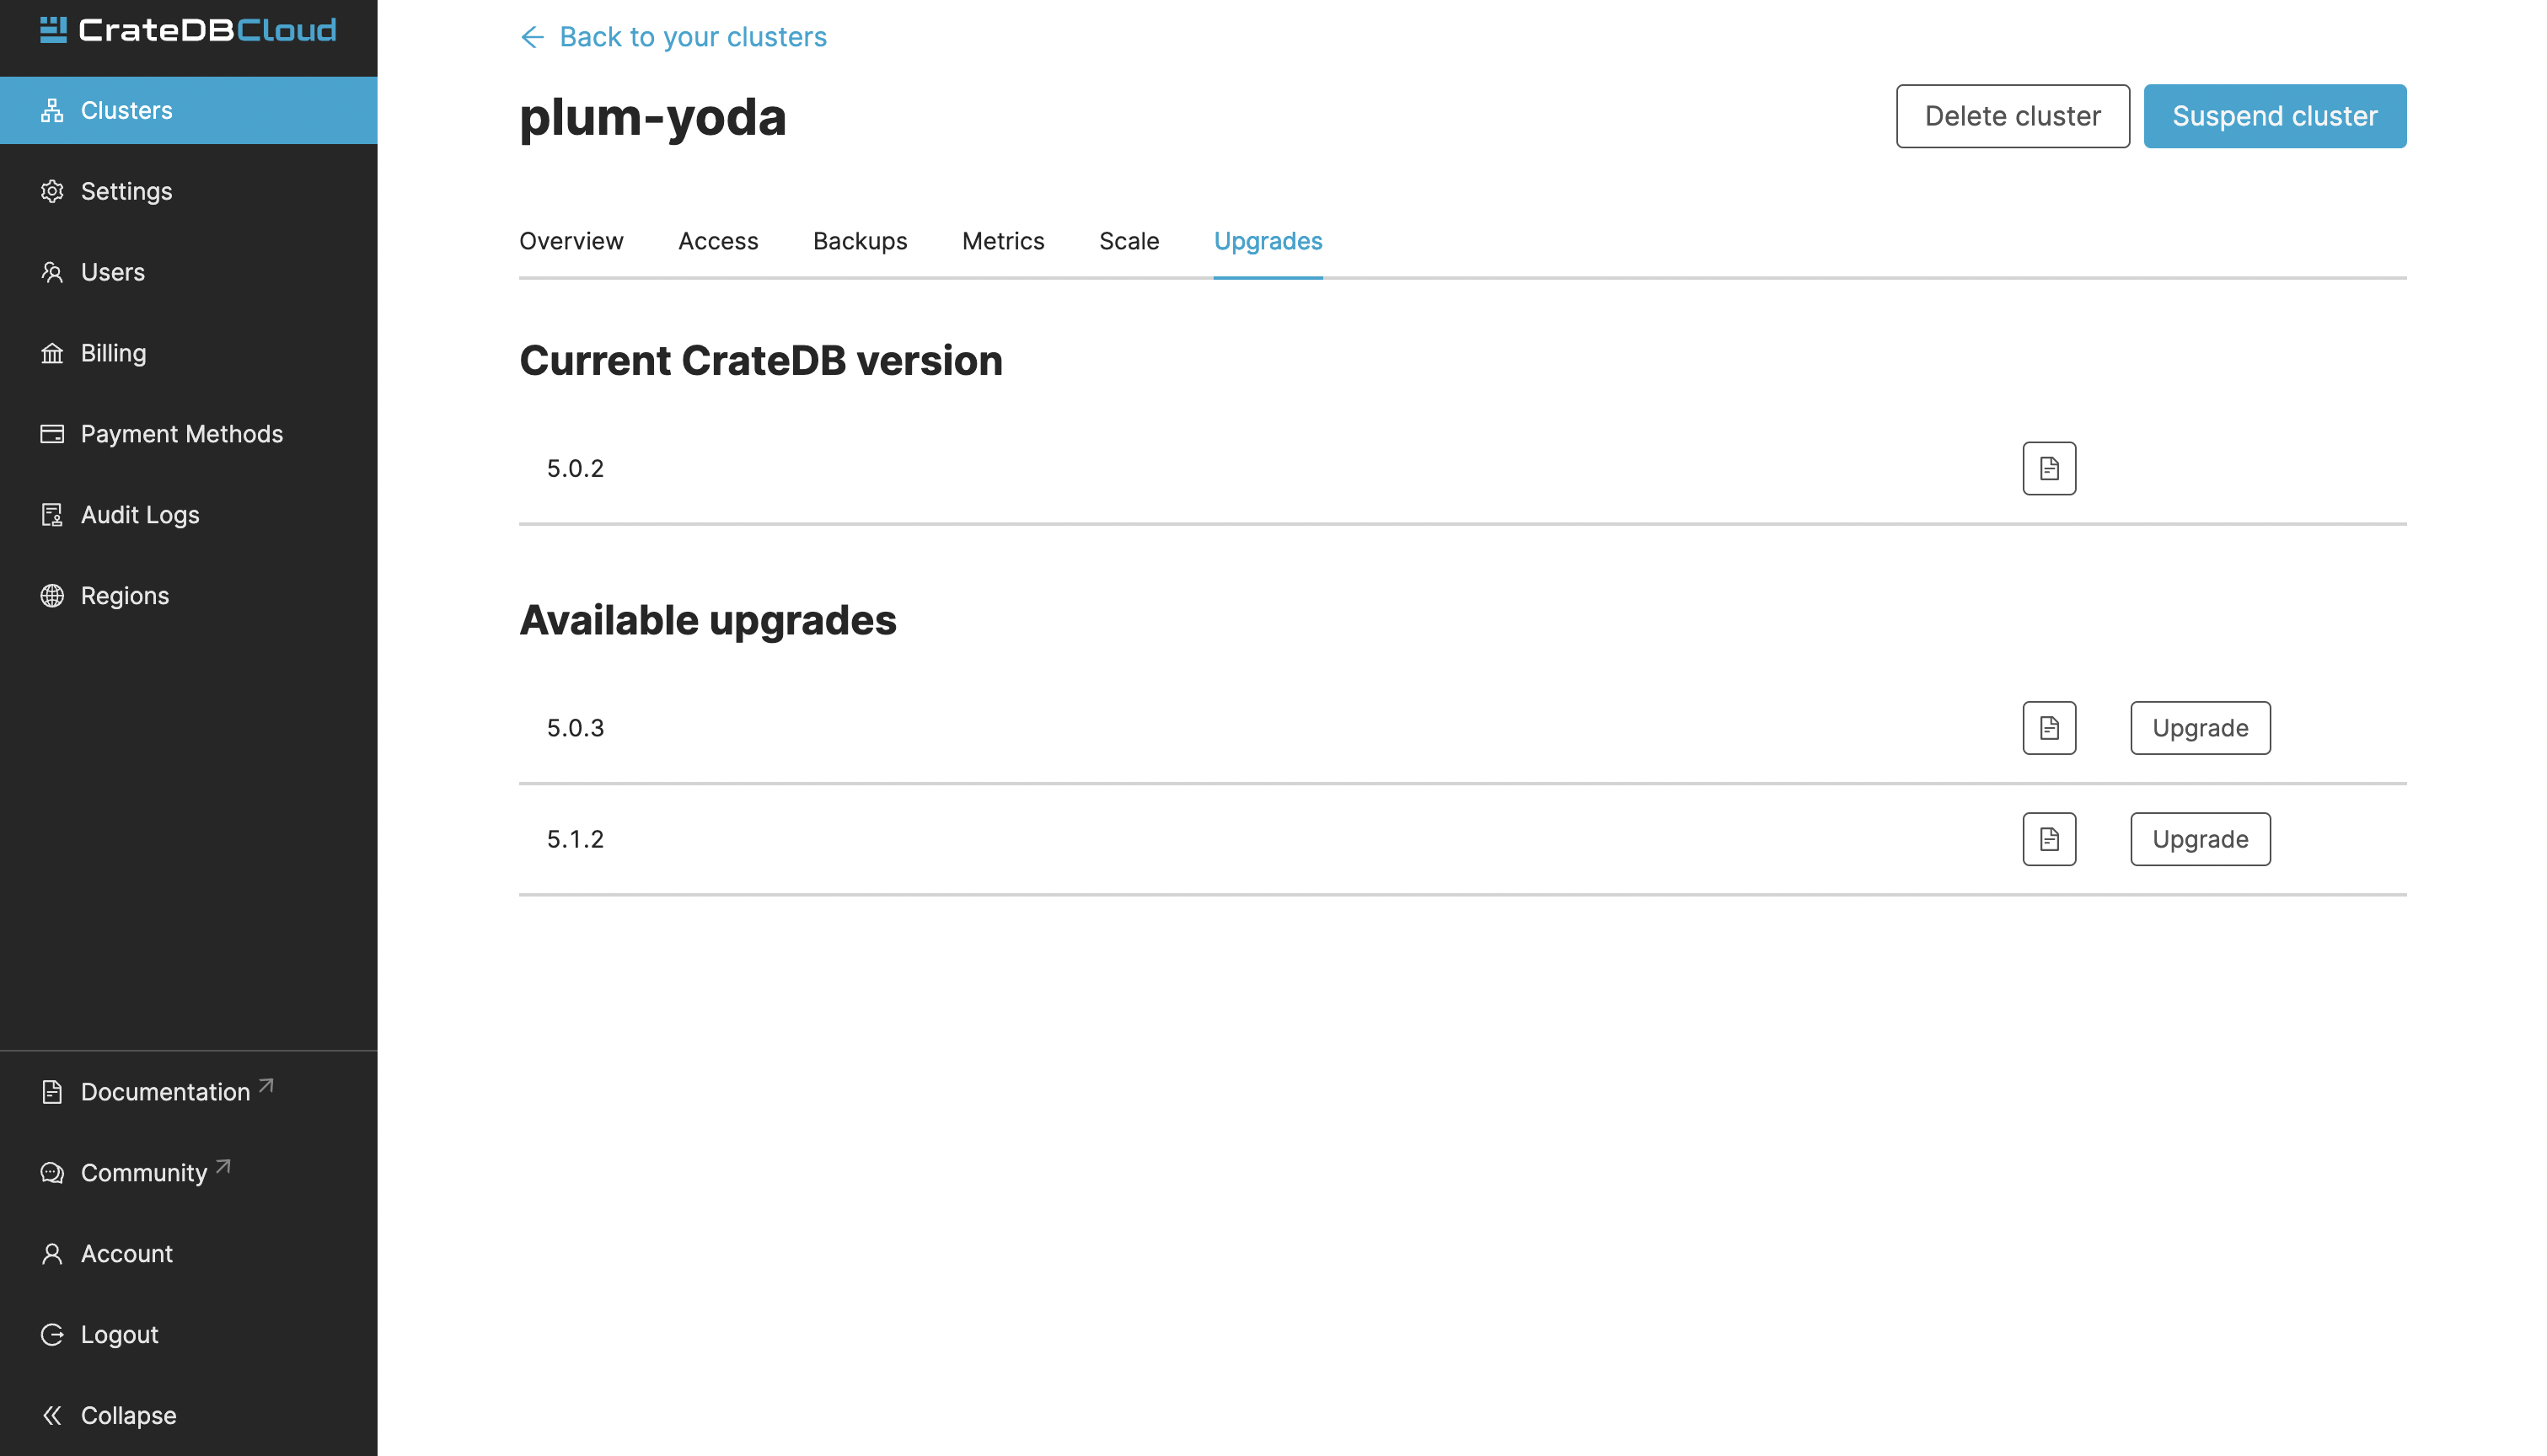 CrateDBCloud
Clusters
Settings
Users
Billing
Payment Methods
Audit Logs
Regions
Documentation
Community
Account
Logout
Collapse
Back to your clusters
plum-yoda
Delete cluster
Suspend cluster
Overview Access Backups Metrics Scale Upgrades
Current CrateDB version
5.0.2
Available upgrades
5.0.3 Upgrade
5.1.2 Upgrade